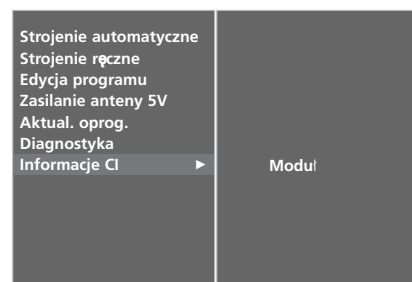 Strojenie automatyczne
Strojenie ręczne
Edycja programu
Zasilanie anteny 5V
Aktual. oprog.
Diagnostyka
Informacje CI ► Moduł